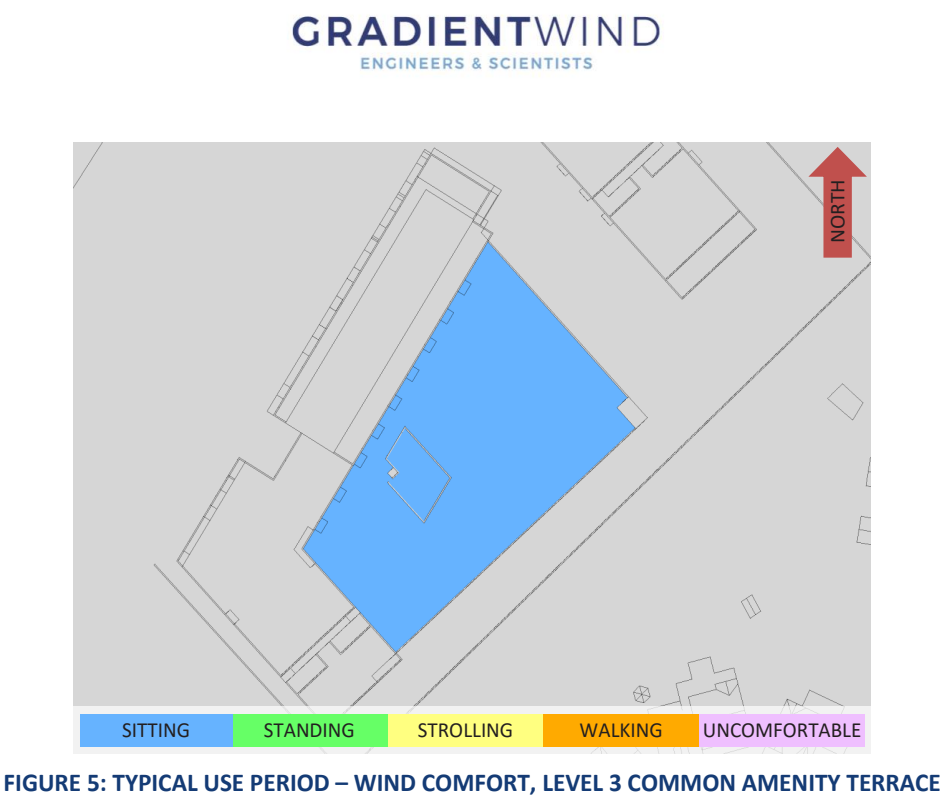 GRADIENTWIND
ENGINEERS & SCIENTISTS
NORTH
SITTING STANDING STROLLING WALKING UNCOMFORTABLE
FIGURE 5: TYPICAL USE PERIOD – WIND COMFORT, LEVEL 3 COMMON AMENITY TERRACE